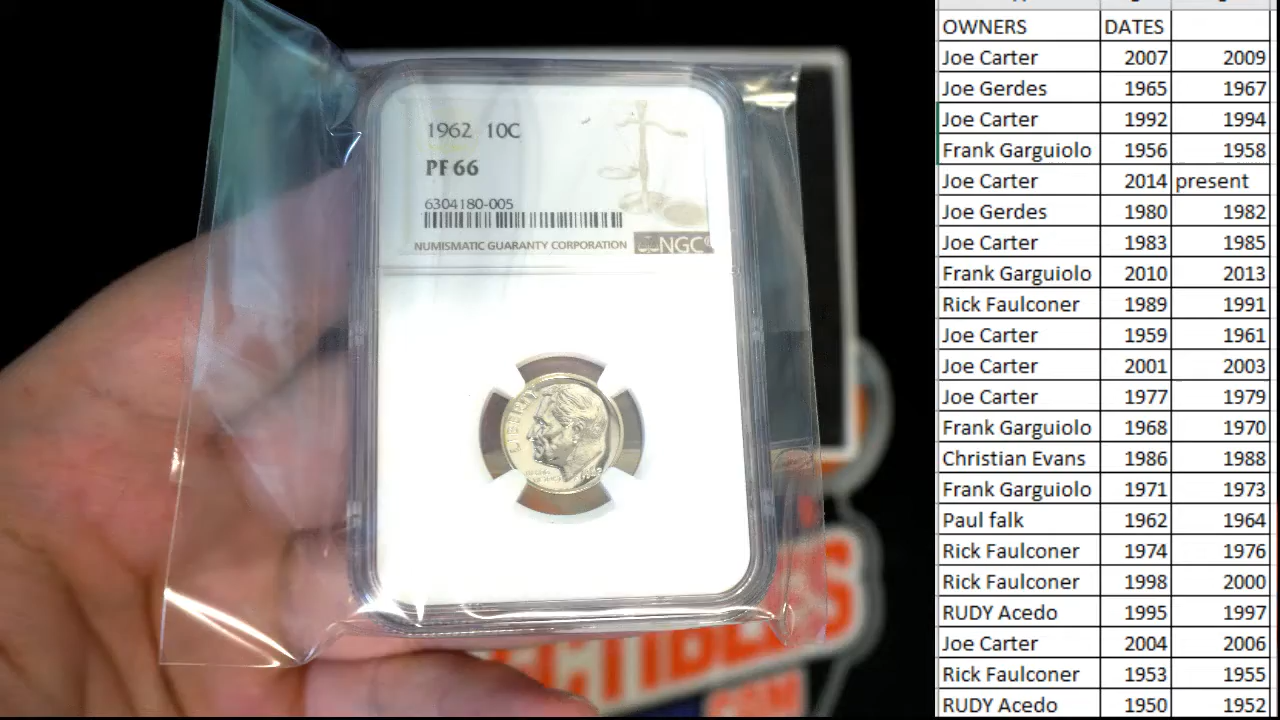 1962 10C
PF 66
6304180-005
NUMISMATIC GUARANTY CORPORATION NGC
LIBERTY
1962
OWNERS DATES
Joe Carter 2007 2009
Joe Gerdes 1965 1967
Joe Carter 1992 1994
Frank Garguiolo 1956 1958
Joe Carter 2014 present
Joe Gerdes 1980 1982
Joe Carter 1983 1985
Frank Garguiolo 2010 2013
Rick Faulconer 1989 1991
Joe Carter 1959 1961
Joe Carter 2001 2003
Joe Carter 1977 1979
Frank Garguiolo 1968 1970
Christian Evans 1986 1988
Frank Garguiolo 1971 1973
Paul falk 1962 1964
Rick Faulconer 1974 1976
Rick Faulconer 1998 2000
RUDY Acedo 1995 1997
Joe Carter 2004 2006
Rick Faulconer 1953 1955
RUDY Acedo 1950 1952